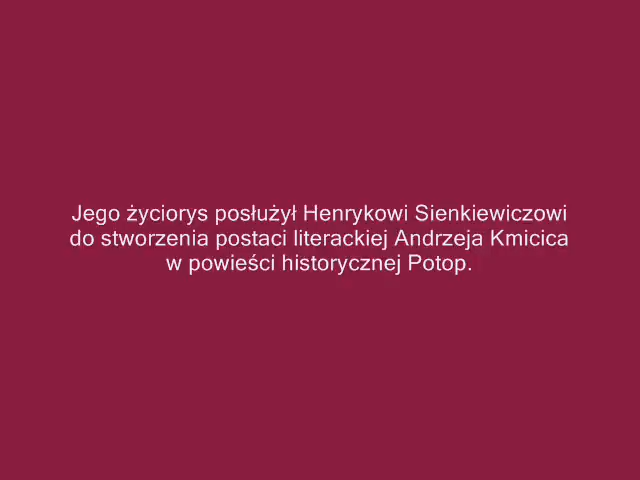 Jego życiorys posłużył Henrykowi Sienkiewiczowi
do stworzenia postaci literackiej Andrzeja Kmicica
w powieści historycznej Potop.